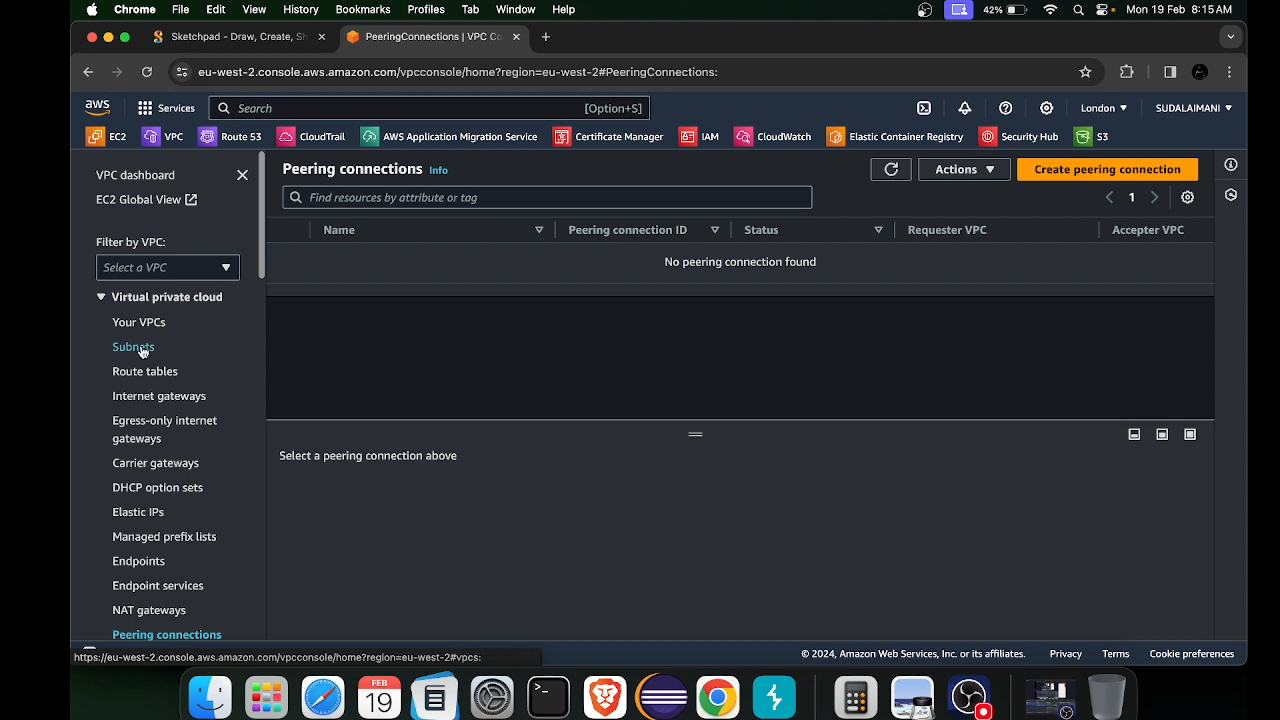 Chrome File Edit View History Bookmarks Profiles Tab Window Help 42% Mon 19 Feb 8:15 AM
Sketchpad - Draw, Create, Sh PeeringConnections | VPC Co
eu-west-2.console.aws.amazon.com/vpcconsole/home?region=eu-west-2#PeeringConnections:
aws Services Search [Option+S] London SUDALAIMANI
EC2 VPC Route 53 CloudTrail AWS Application Migration Service Certificate Manager IAM CloudWatch Elastic Container Registry Security Hub S3
VPC dashboard
EC2 Global View
Filter by VPC:
Select a VPC
Virtual private cloud
Your VPCs
Subnets
Route tables
Internet gateways
Egress-only internet
gateways
Carrier gateways
DHCP option sets
Elastic IPs
Managed prefix lists
Endpoints
Endpoint services
NAT gateways
Peering connections
Peering connections Info Actions Create peering connection
Find resources by attribute or tag 1
Name Peering connection ID Status Requester VPC Accepter VPC
No peering connection found
Select a peering connection above
https://eu-west-2.console.aws.amazon.com/vpcconsole/home?region=eu-west-2#vpcs:
© 2024, Amazon Web Services, Inc. or its affiliates. Privacy Terms Cookie preferences
FEB
19